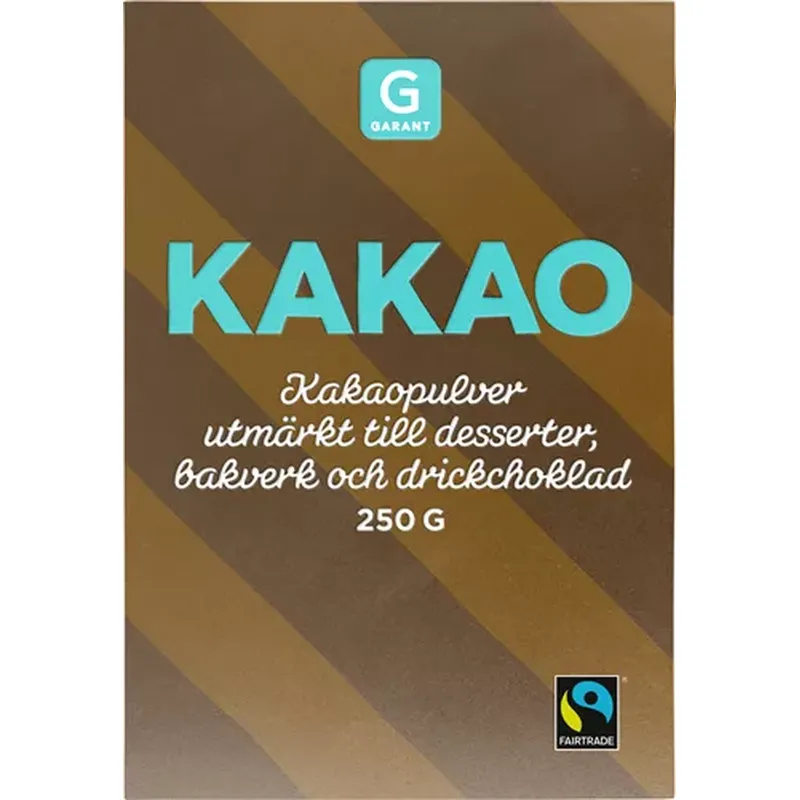 G
GARANT
KAKAO
Kakaopulver
utmärkt till desserter,
bakverk och drickchoklad
250 G
FAIRTRADE